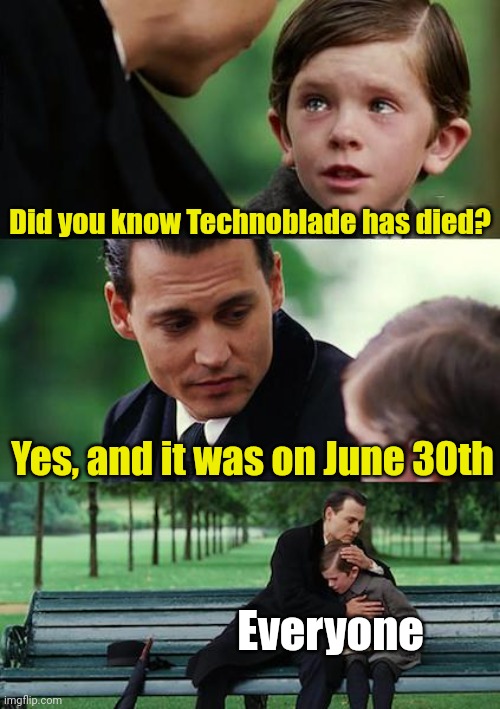 Did you know Technoblade has died?
Yes, and it was on June 30th
Everyone
imgflip.com